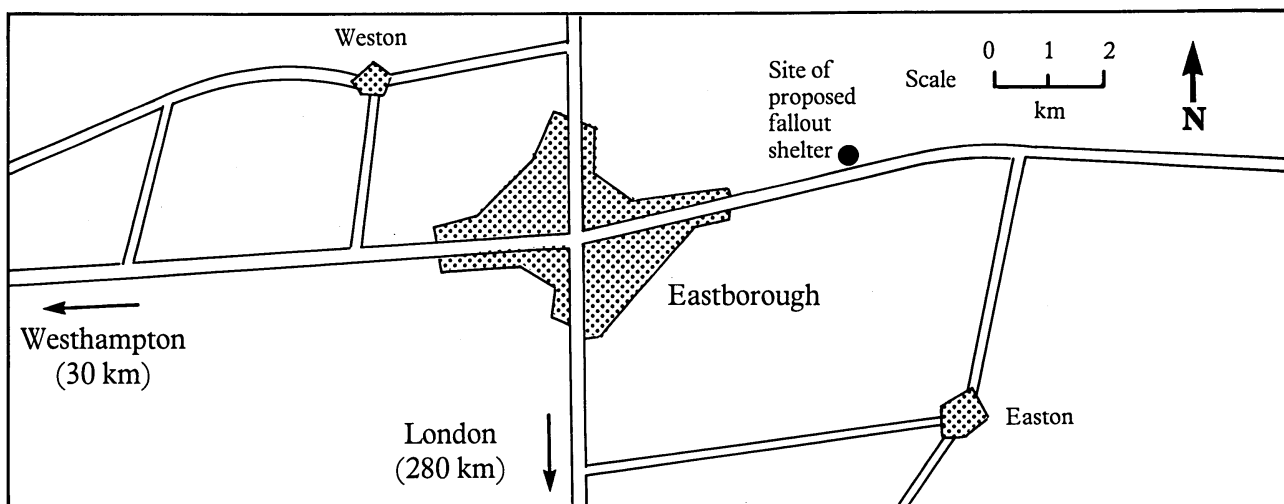 Weston
Site of
proposed
fallout
shelter
Scale
0 1 2
km
N
Eastborough
Westhampton
(30 km)
London
(280 km)
Easton